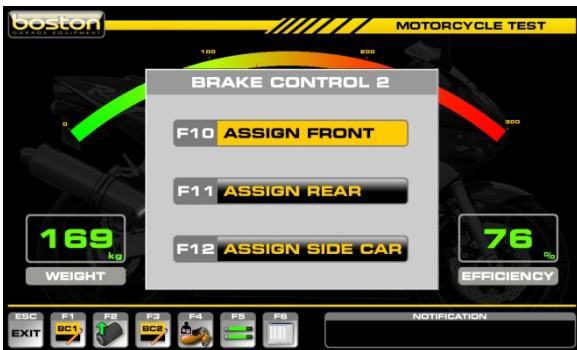 boston
GARAGE EQUIPMENT
MOTORCYCLE TEST
100
200
0
300
BRAKE CONTROL 2
F10 ASSIGN FRONT
F11 ASSIGN REAR
F12 ASSIGN SIDE CAR
169 kg
WEIGHT
76 %
EFFICIENCY
ESC F1 F2 F3 F4 F5 F6 NOTIFICATION
EXIT BC1 BC2